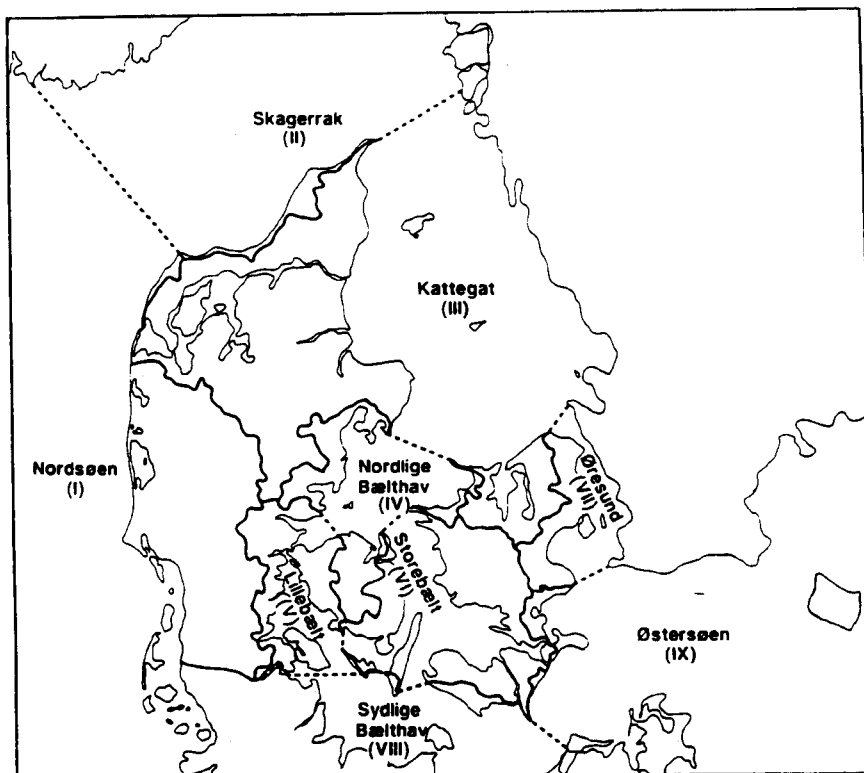 Skagerrak
(II)
Kattegat
(III)
Nordsøen
(I)
Nordlige
Bælthav
(IV)
Øresund
(VII)
Storebælt
(VI)
Lillebælt
(V)
Østersøen
(IX)
Sydlige
Bælthav
(VIII)